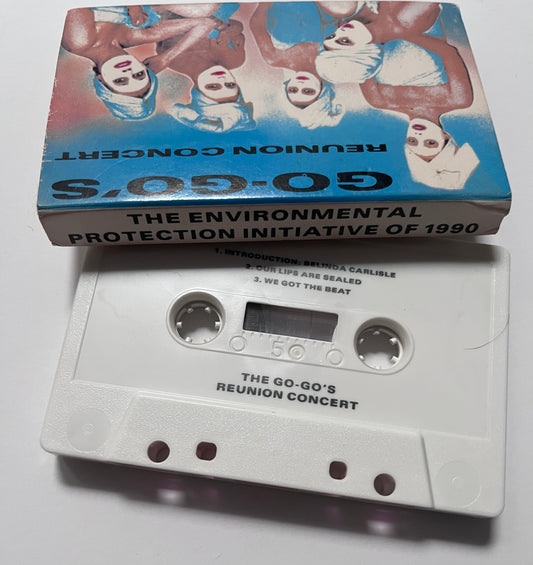 GO-GO'S
REUNION CONCERT
THE ENVIRONMENTAL
PROTECTION INITIATIVE OF 1990
1. INTRODUCTION: BELINDA CARLISLE
2. OUR LIPS ARE SEALED
3. WE GOT THE BEAT
50
THE GO-GO'S
REUNION CONCERT